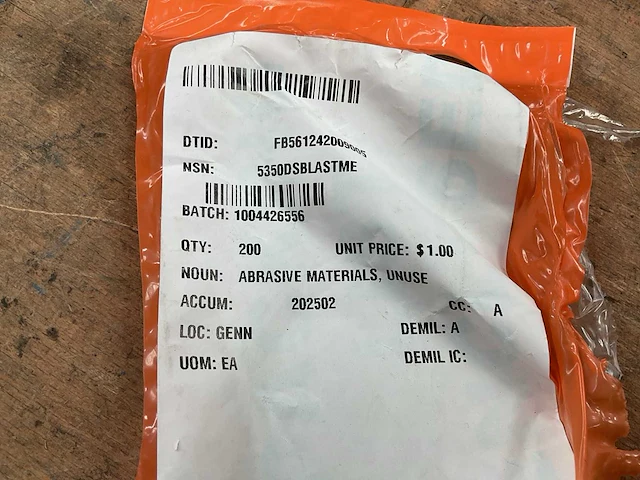 DTID: FB561242009005
NSN: 5350DSBLASTME
BATCH: 1004426556
QTY: 200 UNIT PRICE: $1.00
NOUN: ABRASIVE MATERIALS, UNUSE
ACCUM: 202502 CC: A
LOC: GENN DEMIL: A
UOM: EA DEMIL IC: